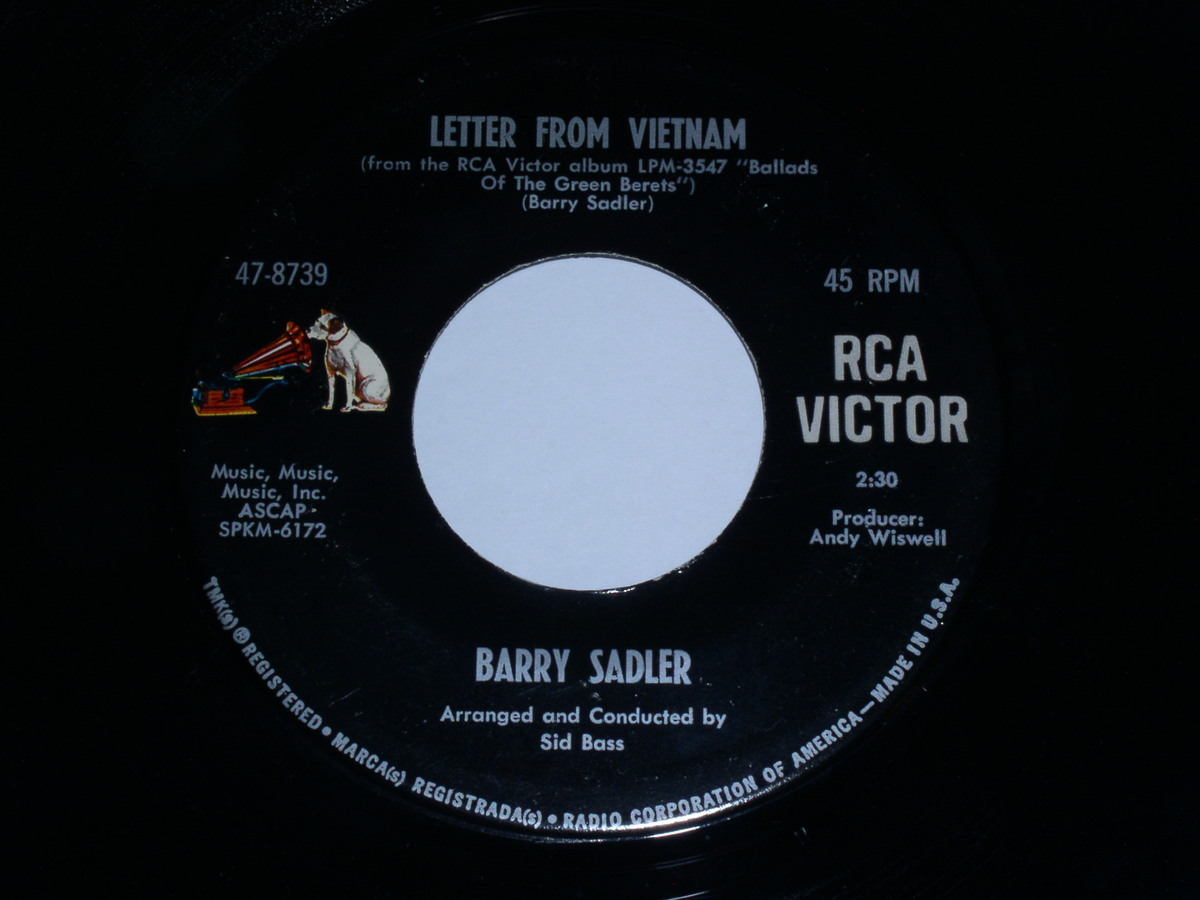 LETTER FROM VIETNAM
(from the RCA Victor album LPM-3547 "Ballads
Of The Green Berets")
(Barry Sadler)
47-8739
45 RPM
RCA
VICTOR
2:30
Producer:
Andy Wiswell
Music, Music,
Music, Inc.
ASCAP
SPKM-6172
BARRY SADLER
Arranged and Conducted by
Sid Bass
TMK(s) ® REGISTERED • MARCA(s) REGISTRADA(s) • RADIO CORPORATION OF AMERICA—MADE IN U.S.A.